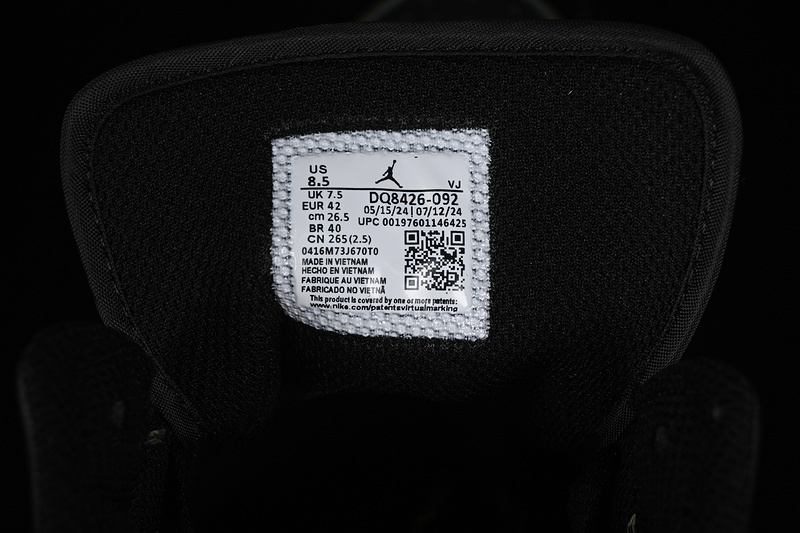 US
8.5
VJ
UK 7.5
DQ8426-092
EUR 42
05/15/24 | 07/12/24
cm 26.5
UPC 00197601146425
BR 40
CN 265(2.5)
0416M73J670T0
MADE IN VIETNAM
HECHO EN VIETNAM
FABRIQUE AU VIETNAM
FABRICADO NO VIETNÃ
This product is covered by one or more patents:
www.nike.com/patentsvirtualmarking